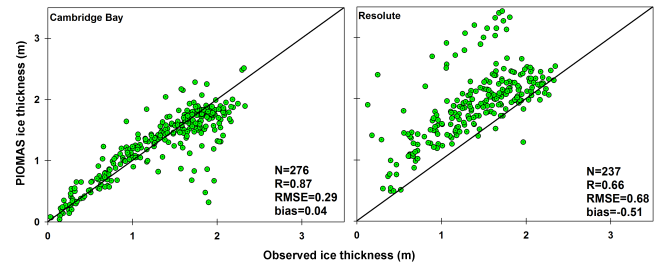 Cambridge Bay
Resolute
PIOMAS ice thickness (m)
3
2
1
0
N=276
R=0.87
RMSE=0.29
bias=0.04
N=237
R=0.66
RMSE=0.68
bias=-0.51
0 1 2 3
0 1 2 3
Observed ice thickness (m)